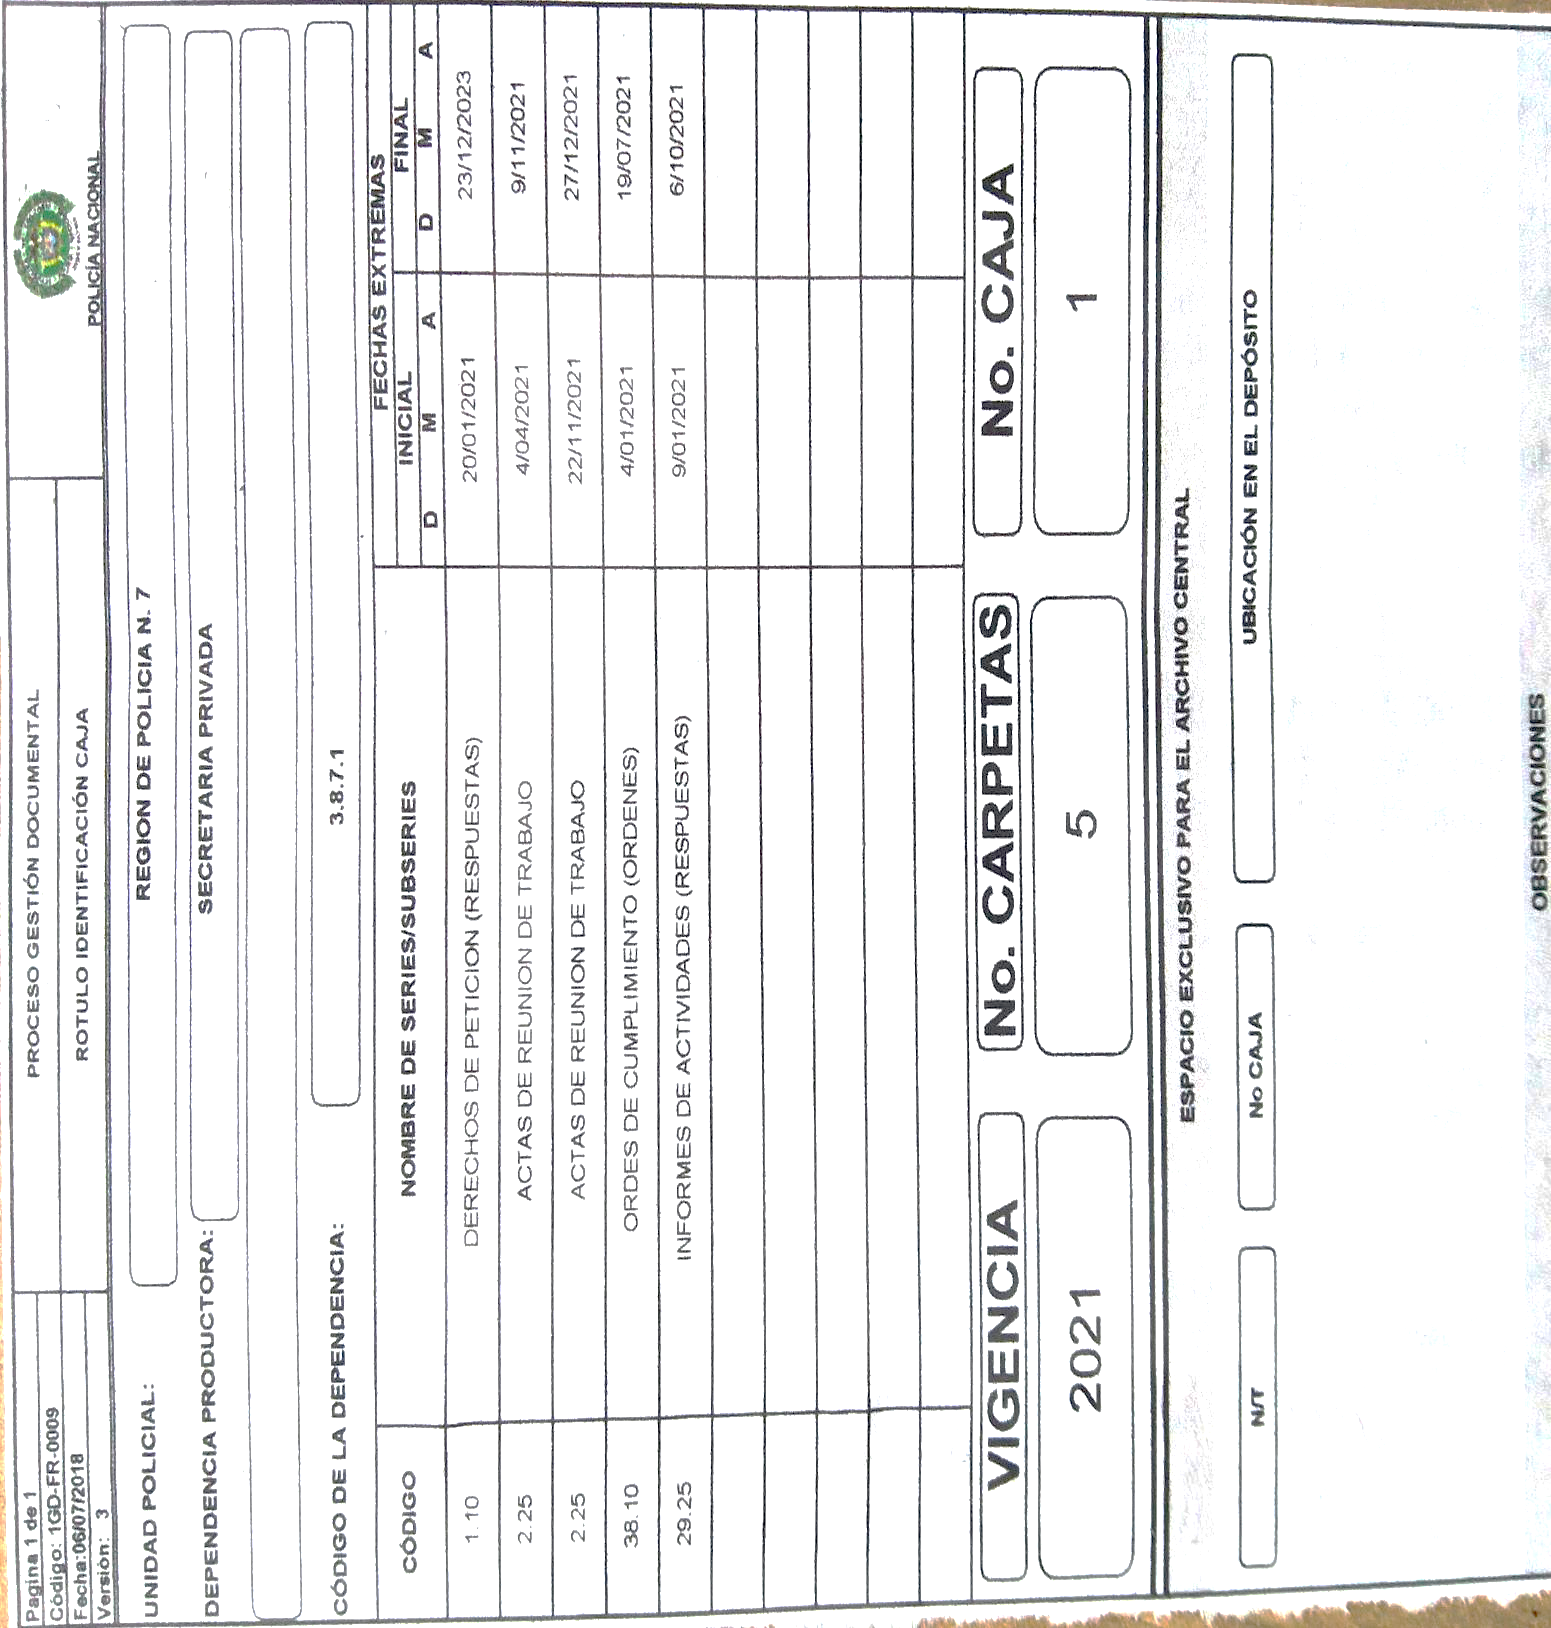 Pagina 1 de 1
Código: 1GD-FR-0009
Fecha:06/07/2018
Versión: 3
PROCESO GESTIÓN DOCUMENTAL
ROTULO IDENTIFICACIÓN CAJA
POLICÍA NACIONAL
UNIDAD POLICIAL: REGION DE POLICIA N. 7
DEPENDENCIA PRODUCTORA: SECRETARIA PRIVADA
CÓDIGO DE LA DEPENDENCIA: 3.8.7.1
CÓDIGO NOMBRE DE SERIES/SUBSERIES FECHAS EXTREMAS
INICIAL FINAL
D M A D M A
1.10 DERECHOS DE PETICION (RESPUESTAS) 20/01/2021 23/12/2023
2.25 ACTAS DE REUNION DE TRABAJO 4/04/2021 9/11/2021
2.25 ACTAS DE REUNION DE TRABAJO 22/11/2021 27/12/2021
38.10 ORDES DE CUMPLIMIENTO (ORDENES) 4/01/2021 19/07/2021
29.25 INFORMES DE ACTIVIDADES (RESPUESTAS) 9/01/2021 6/10/2021
VIGENCIA No. CARPETAS No. CAJA
2021 5 1
ESPACIO EXCLUSIVO PARA EL ARCHIVO CENTRAL
N/T No CAJA UBICACIÓN EN EL DEPÓSITO
OBSERVACIONES